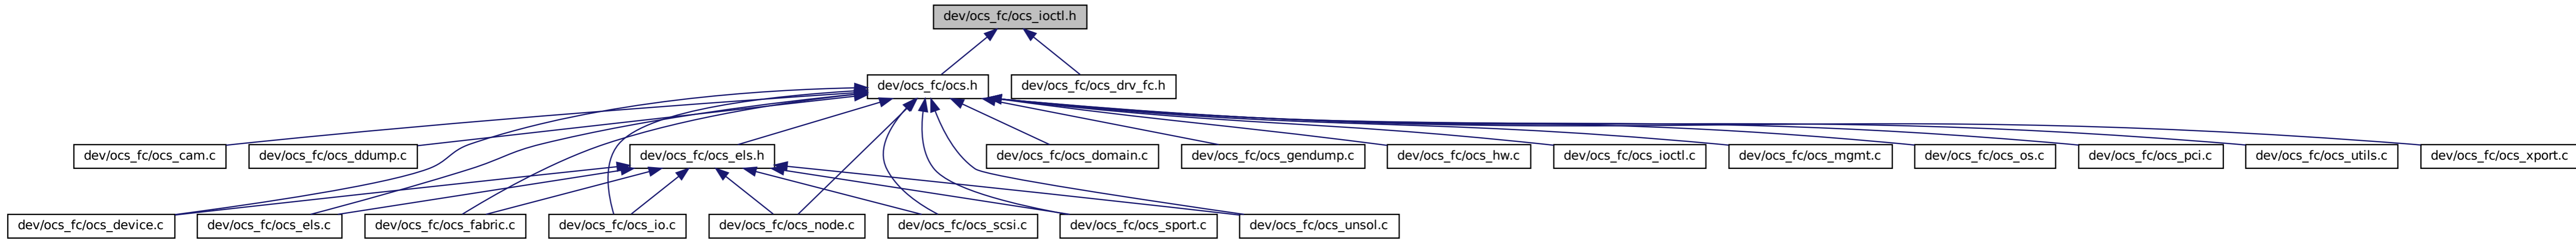 dev/ocs_fc/ocs_ioctl.h
dev/ocs_fc/ocs.h
dev/ocs_fc/ocs_drv_fc.h
dev/ocs_fc/ocs_cam.c
dev/ocs_fc/ocs_ddump.c
dev/ocs_fc/ocs_els.h
dev/ocs_fc/ocs_domain.c
dev/ocs_fc/ocs_gendump.c
dev/ocs_fc/ocs_hw.c
dev/ocs_fc/ocs_ioctl.c
dev/ocs_fc/ocs_mgmt.c
dev/ocs_fc/ocs_os.c
dev/ocs_fc/ocs_pci.c
dev/ocs_fc/ocs_utils.c
dev/ocs_fc/ocs_xport.c
dev/ocs_fc/ocs_device.c
dev/ocs_fc/ocs_els.c
dev/ocs_fc/ocs_fabric.c
dev/ocs_fc/ocs_io.c
dev/ocs_fc/ocs_node.c
dev/ocs_fc/ocs_scsi.c
dev/ocs_fc/ocs_sport.c
dev/ocs_fc/ocs_unsol.c